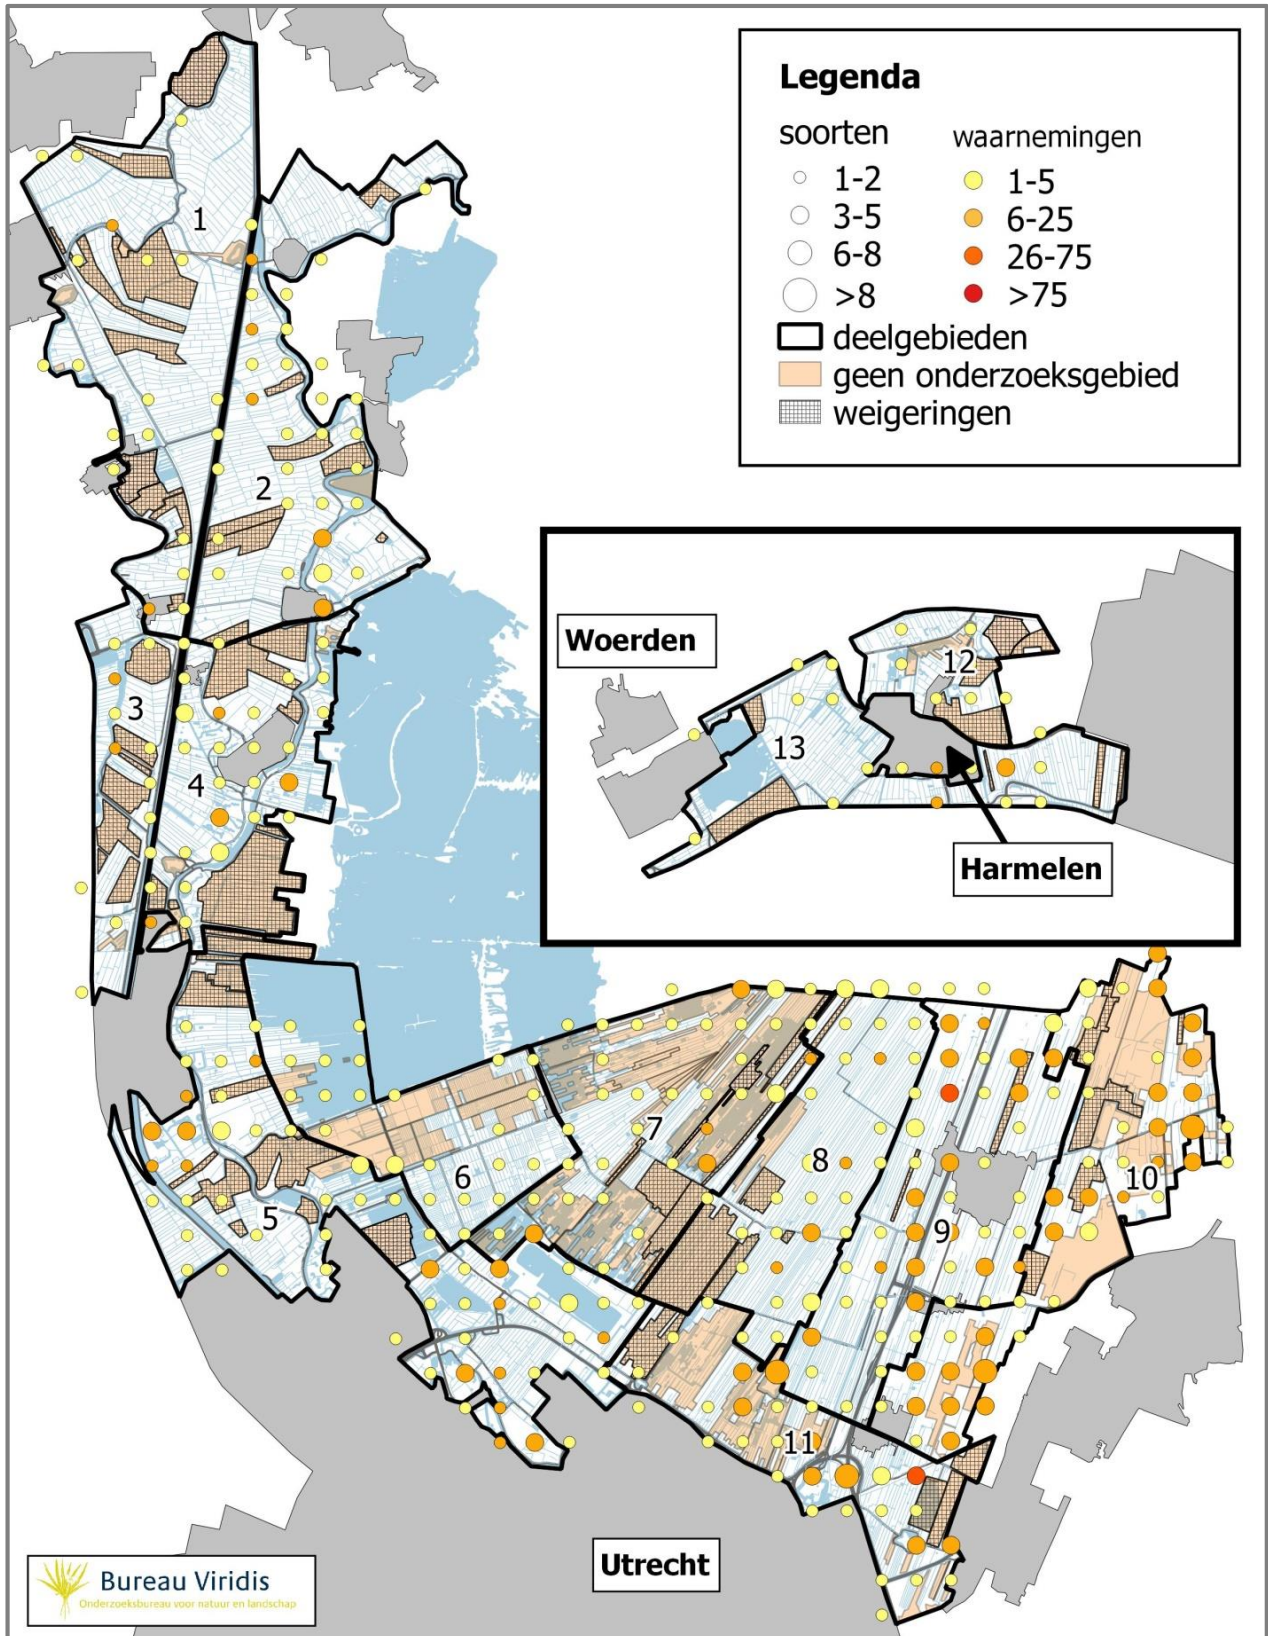 Legenda
soorten
1-2
3-5
6-8
>8
waarnemingen
1-5
6-25
26-75
>75
deelgebieden
geen onderzoeksgebied
weigeringen
1
2
3
4
5
6
7
8
9
10
11
Woerden
12
13
Harmelen
Utrecht
Bureau Viridis
Onderzoeksbureau voor natuur en landschap